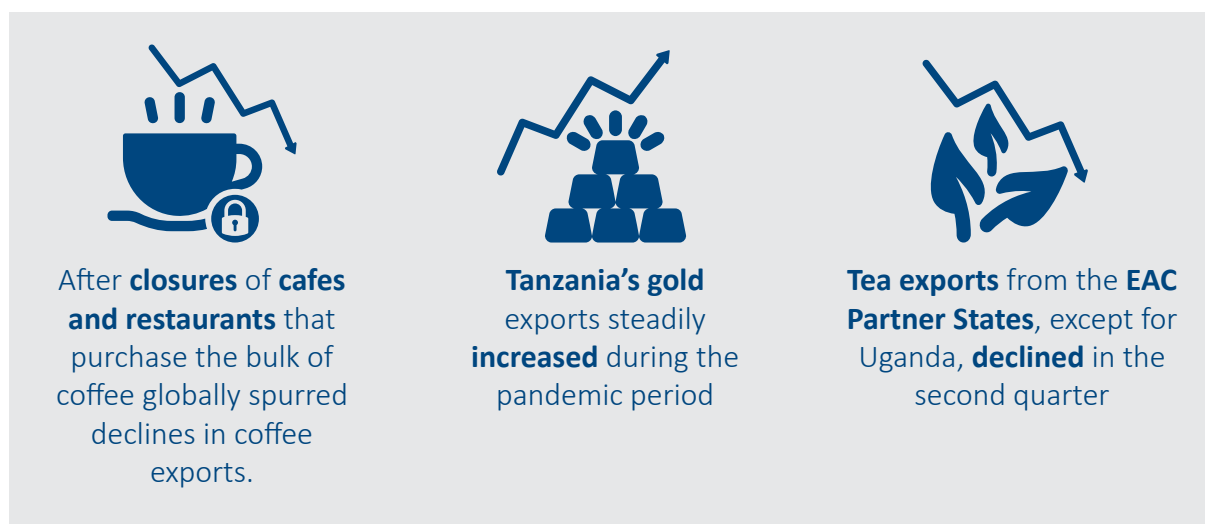 After closures of cafes
and restaurants that
purchase the bulk of
coffee globally spurred
declines in coffee
exports.
Tanzania’s gold
exports steadily
increased during the
pandemic period
Tea exports from the EAC
Partner States, except for
Uganda, declined in the
second quarter